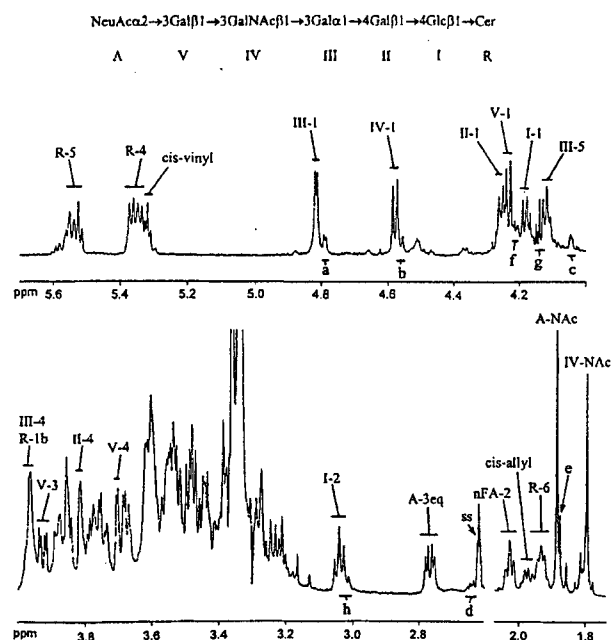 NeuAcα2→3Galβ1→3GalNAcβ1→3Galα1→4Galβ1→4Glcβ1→Cer
A V IV III II I R
V-1
III-1 IV-1 II-1 I-1
III-5
R-5 R-4 cis-vinyl
a b f g c
5.6 5.4 5.2 5.0 4.8 4.6 4.4 4.2
ppm
A-NAc
IV-NAc
III-4
R-1b II-4 V-4
V-3
cis-allyl
I-2 A-3eq nFA-2 R-6 e
ss
h d
3.8 3.6 3.4 3.2 3.0 2.8 2.0 1.8
ppm